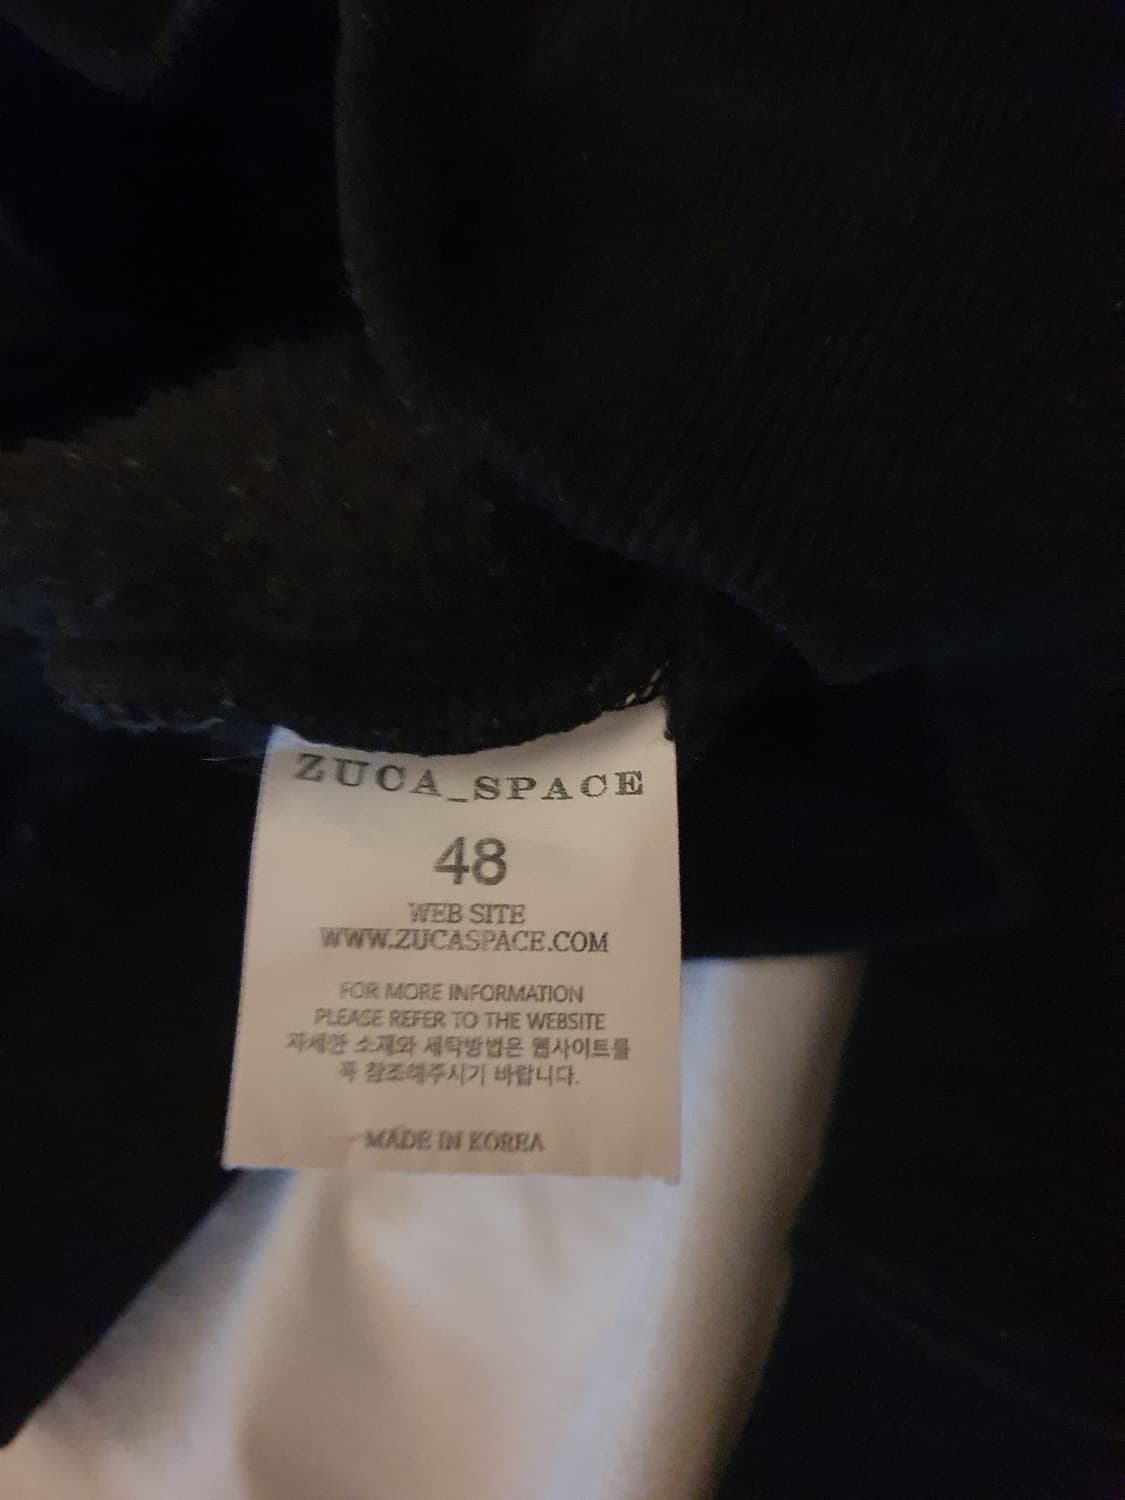 ZUCA_SPACE
48
WEB SITE
WWW.ZUCASPACE.COM
FOR MORE INFORMATION
PLEASE REFER TO THE WEBSITE
자세한 소재와 세탁방법은 웹사이트를
꼭 참조해주시기 바랍니다.
MADE IN KOREA